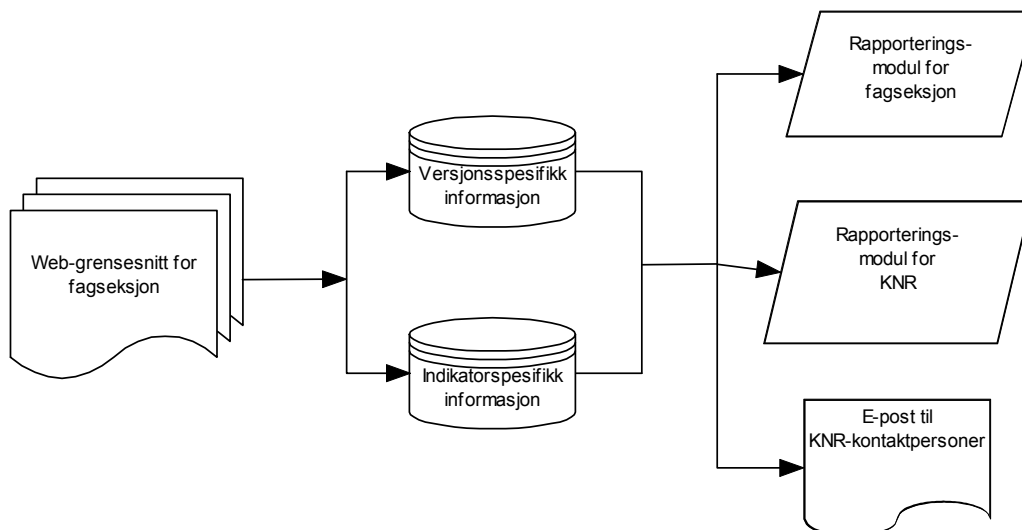 Web-grensesnitt for
fagseksjon
Versjonsspesifikk
informasjon
Indikatorspesifikk
informasjon
Rapporterings-
modul for
fagseksjon
Rapporterings-
modul for
KNR
E-post til
KNR-kontaktpersoner